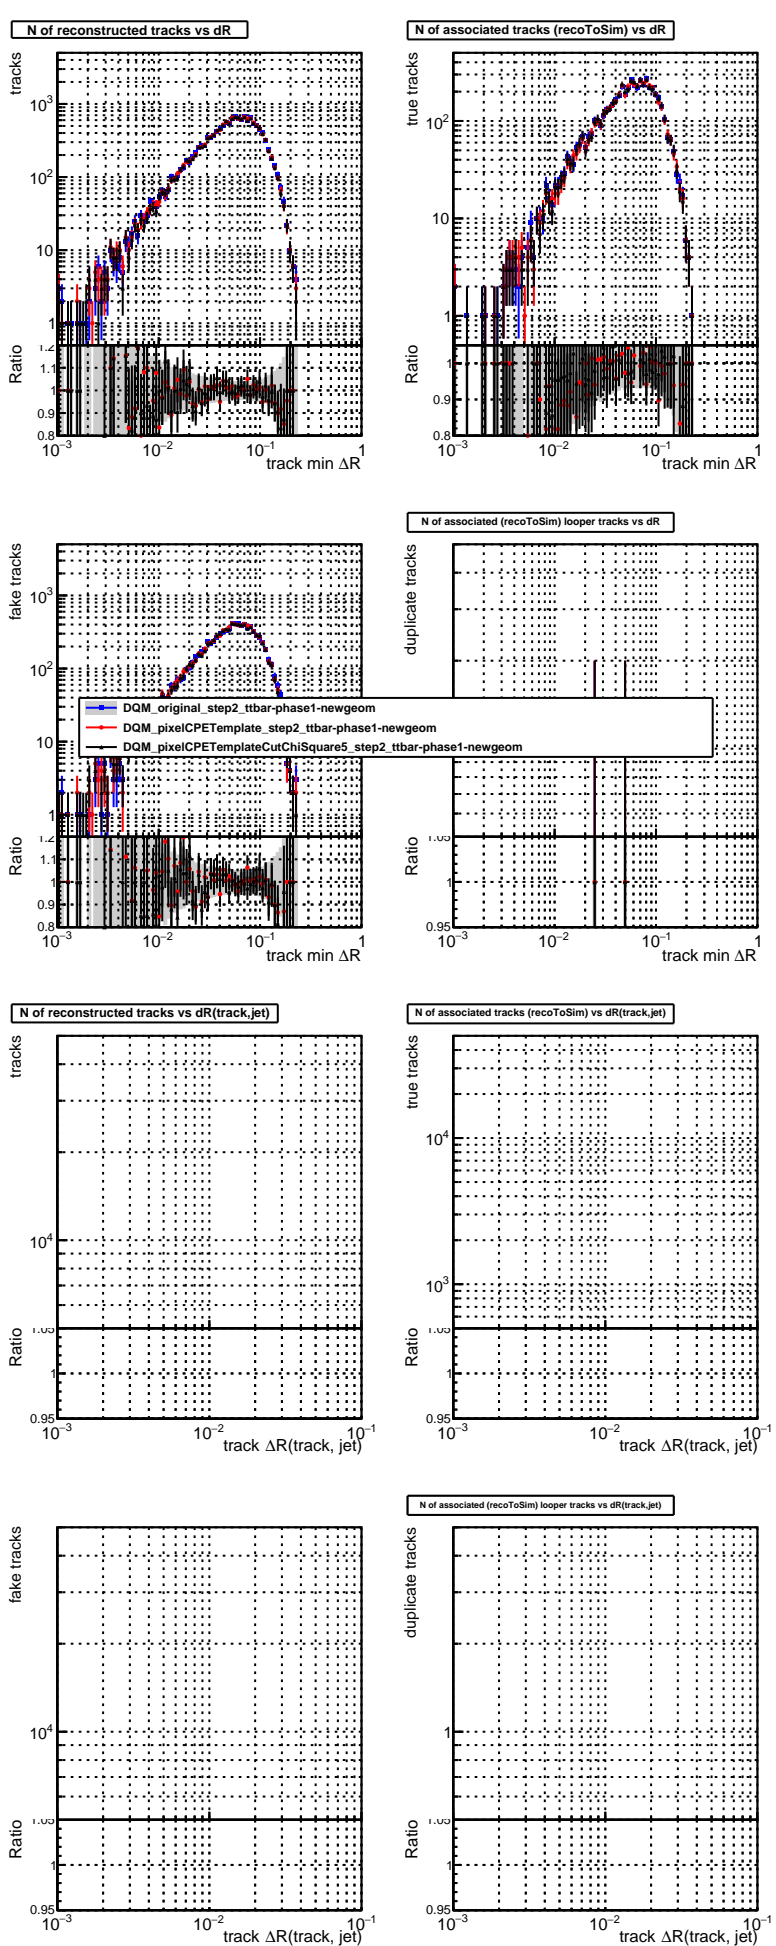 N of reconstructed tracks vs dR
tracks
10³
10²
10
1
Ratio
1.2
1.1
1
0.9
0.8
10⁻³ 10⁻² 10⁻¹ 1
track min ΔR
N of associated tracks (recoToSim) vs dR
true tracks
10²
10
1
Ratio
1
0.9
0.8
10⁻³ 10⁻² 10⁻¹ 1
track min ΔR
fake tracks
10³
10²
10
1
Ratio
1.2
1.1
1
0.9
0.8
10⁻³ 10⁻² 10⁻¹ 1
track min ΔR
N of associated (recoToSim) looper tracks vs dR
duplicate tracks
Ratio
1.05
1
0.95
10⁻³ 10⁻² 10⁻¹ 1
track min ΔR
DQM_original_step2_ttbar-phase1-newgeom
DQM_pixelCPETemplate_step2_ttbar-phase1-newgeom
DQM_pixelCPETemplateCutChiSquare5_step2_ttbar-phase1-newgeom
N of reconstructed tracks vs dR(track,jet)
tracks
10⁴
Ratio
1.05
1
0.95
10⁻³ 10⁻² 10⁻¹
track ΔR(track, jet)
N of associated tracks (recoToSim) vs dR(track,jet)
true tracks
10⁴
10³
Ratio
1.05
1
0.95
10⁻³ 10⁻² 10⁻¹
track ΔR(track, jet)
fake tracks
10⁴
Ratio
1.05
1
0.95
10⁻³ 10⁻² 10⁻¹
track ΔR(track, jet)
N of associated (recoToSim) looper tracks vs dR(track,jet)
duplicate tracks
1
Ratio
1.05
1
0.95
10⁻³ 10⁻² 10⁻¹
track ΔR(track, jet)